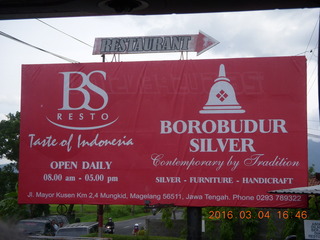 RESTAURANT
BS
RESTO
Taste of Indonesia
OPEN DAILY
08.00 am - 05.00 pm
BOROBUDUR
SILVER
Contemporary by Tradition
SILVER - FURNITURE - HANDICRAFT
Jl. Mayor Kusen Km 2,4 Mungkid, Magelang 56511, Jawa Tengah. Phone 0293 789322
2016 03 04 16 46